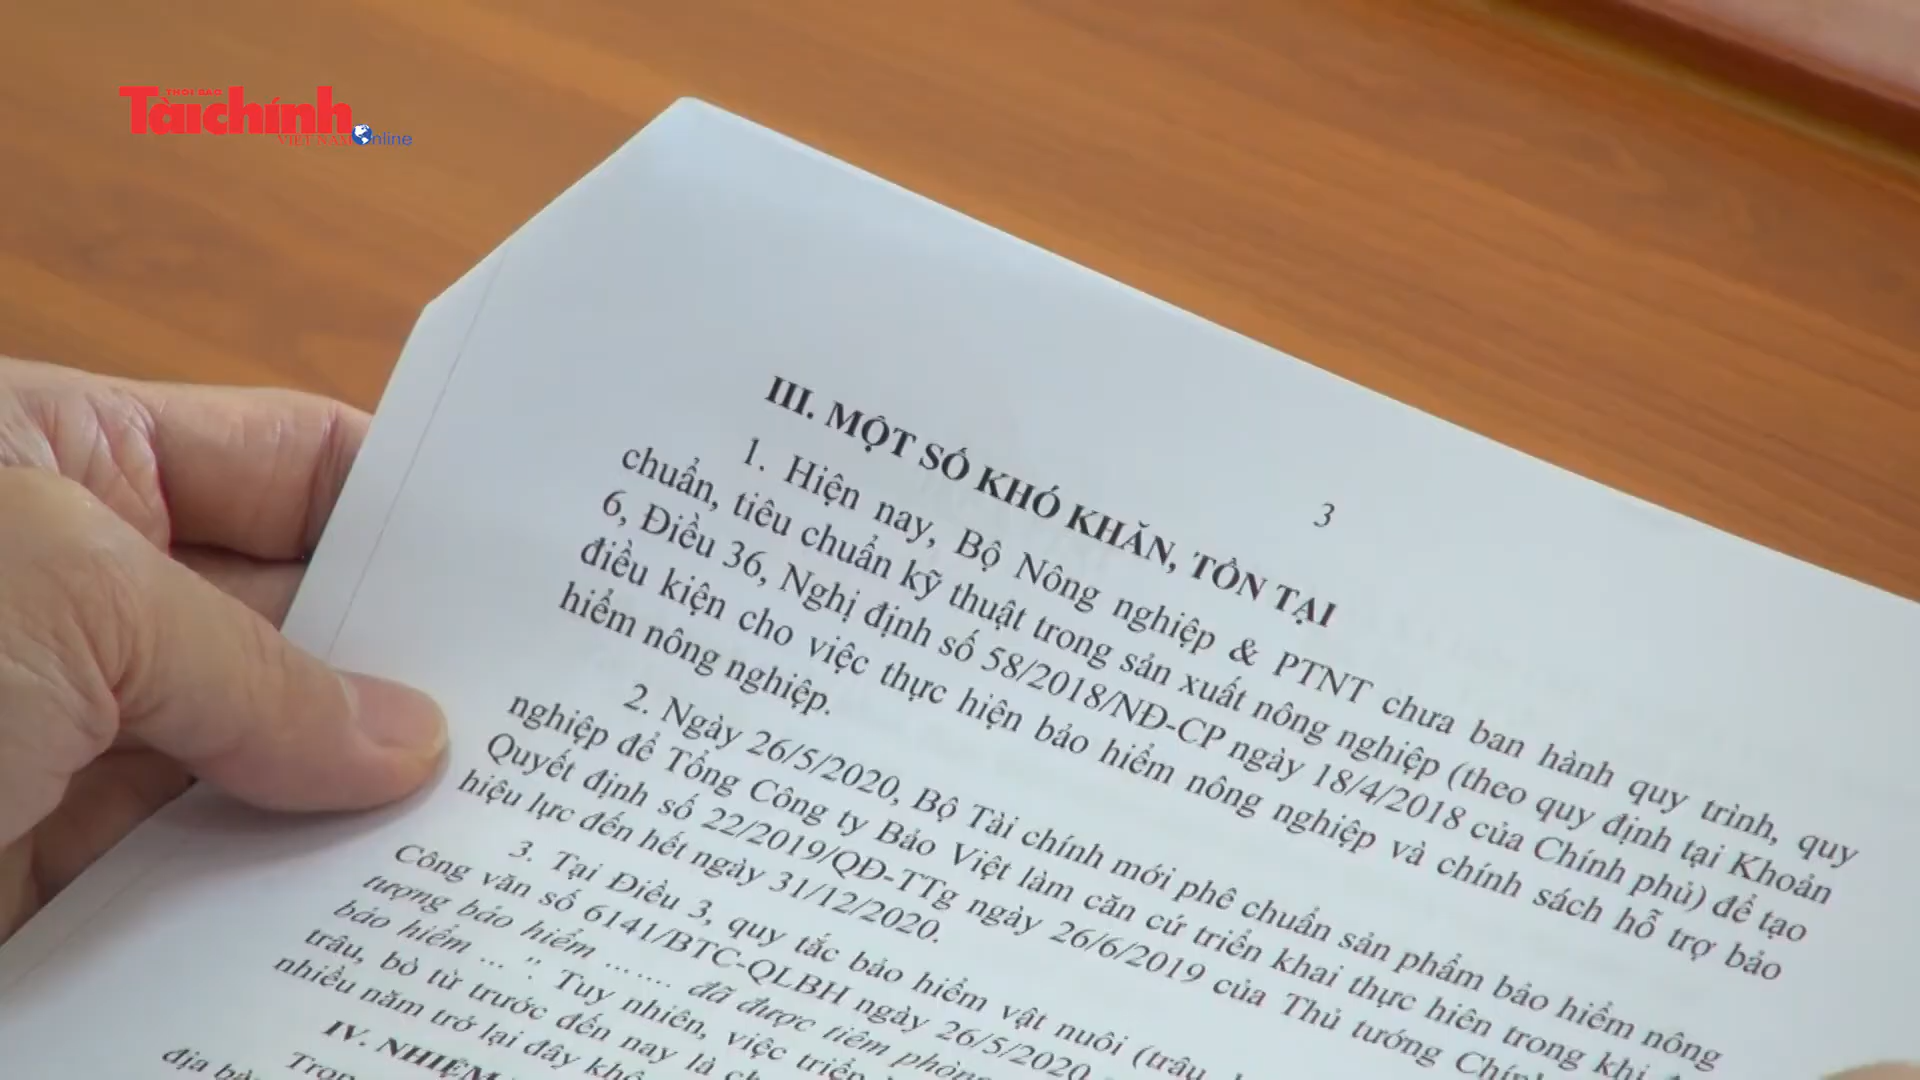 THỜI BÁO
Tàichính
VIỆT NAM Online
3
III. MỘT SỐ KHÓ KHĂN, TỒN TẠI
1. Hiện nay, Bộ Nông nghiệp & PTNT chưa ban hành quy trình, quy
chuẩn, tiêu chuẩn kỹ thuật trong sản xuất nông nghiệp (theo quy định tại Khoản
6, Điều 36, Nghị định số 58/2018/NĐ-CP ngày 18/4/2018 của Chính phủ) để tạo
điều kiện cho việc thực hiện bảo hiểm nông nghiệp và chính sách hỗ trợ bảo
hiểm nông nghiệp.
2. Ngày 26/5/2020, Bộ Tài chính mới phê chuẩn sản phẩm bảo hiểm nông
nghiệp để Tổng Công ty Bảo Việt làm căn cứ triển khai thực hiên trong khi
Quyết định số 22/2019/QĐ-TTg ngày 26/6/2019 của Thủ tướng
hiệu lực đến hết ngày 31/12/2020.
3. Tại Điều 3, quy tắc bảo hiểm vật nuôi (trâu,
Công văn số 6141/BTC-QLBH ngày 26/5/2020
tượng bảo hiểm ...... đã được tiêm phòng
bảo hiểm ... ". Tuy nhiên, việc triển
trâu, bò từ trước đến nay là
nhiều năm trở lại đây
IV. NHIỆM
địa